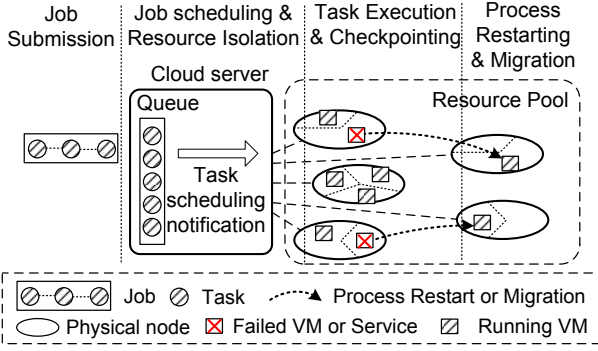 Job
Submission
Job scheduling &
Resource Isolation
Task Execution
& Checkpointing
Process
Restarting
& Migration
Cloud server
Queue
Task
scheduling
notification
Resource Pool
Job
Task
Process Restart or Migration
Physical node
Failed VM or Service
Running VM